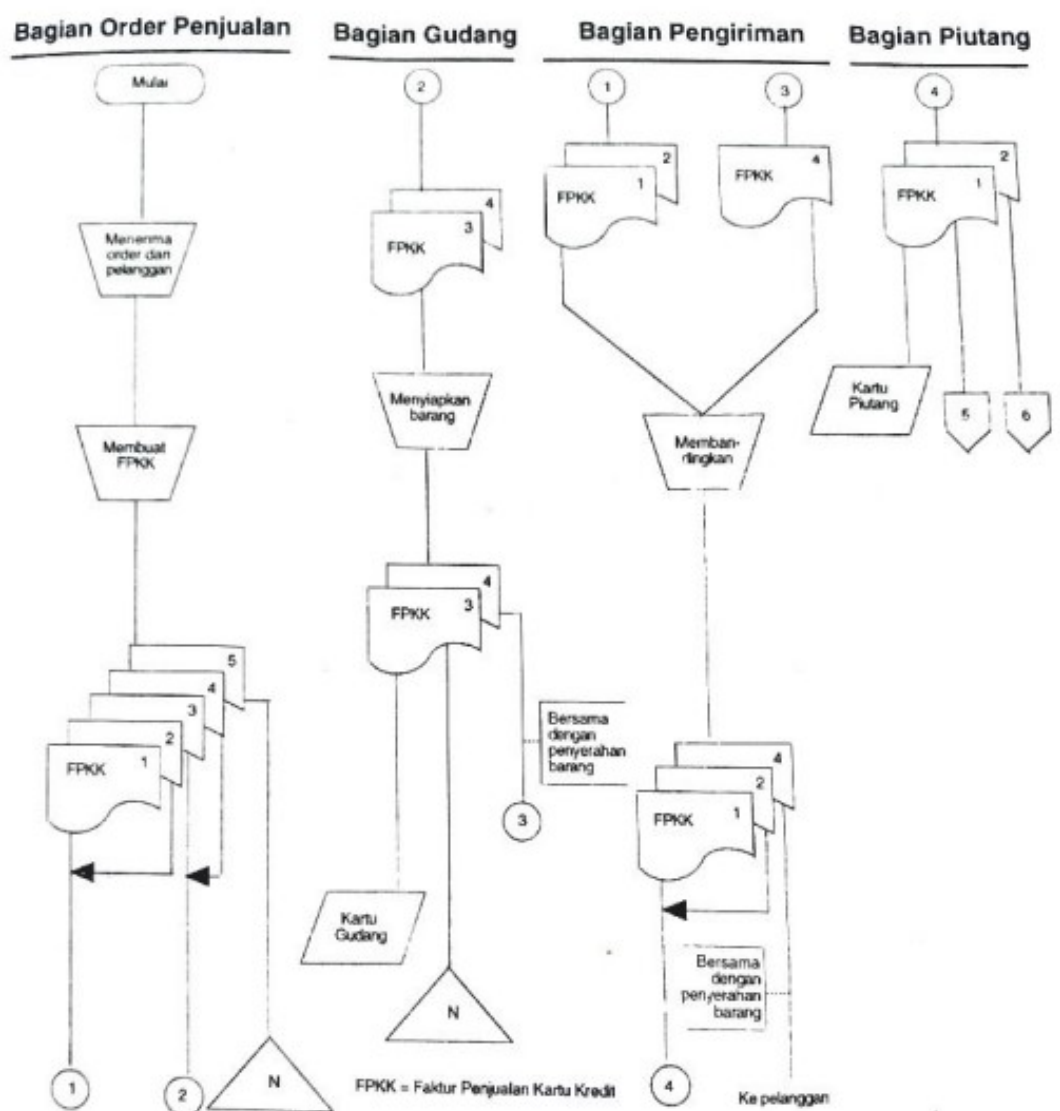 Bagian Order Penjualan
Mulai
Menerima
order dari
pelanggan
Membuat
FPKK
5
4
3
2
FPKK 1
1
2
N
Bagian Gudang
2
4
FPKK 3
Menyiapkan
barang
4
FPKK 3
Bersama
dengan
penyerahan
barang
3
Kartu
Gudang
N
FPKK = Faktur Penjualan Kartu Kredit
Bagian Pengiriman
1
3
2
FPKK 1
FPKK 4
Memban-
dingkan
4
2
FPKK 1
Bersama
dengan
penyerahan
barang
4
Ke pelanggan
Bagian Piutang
4
2
FPKK 1
Kartu
Piutang
5
6